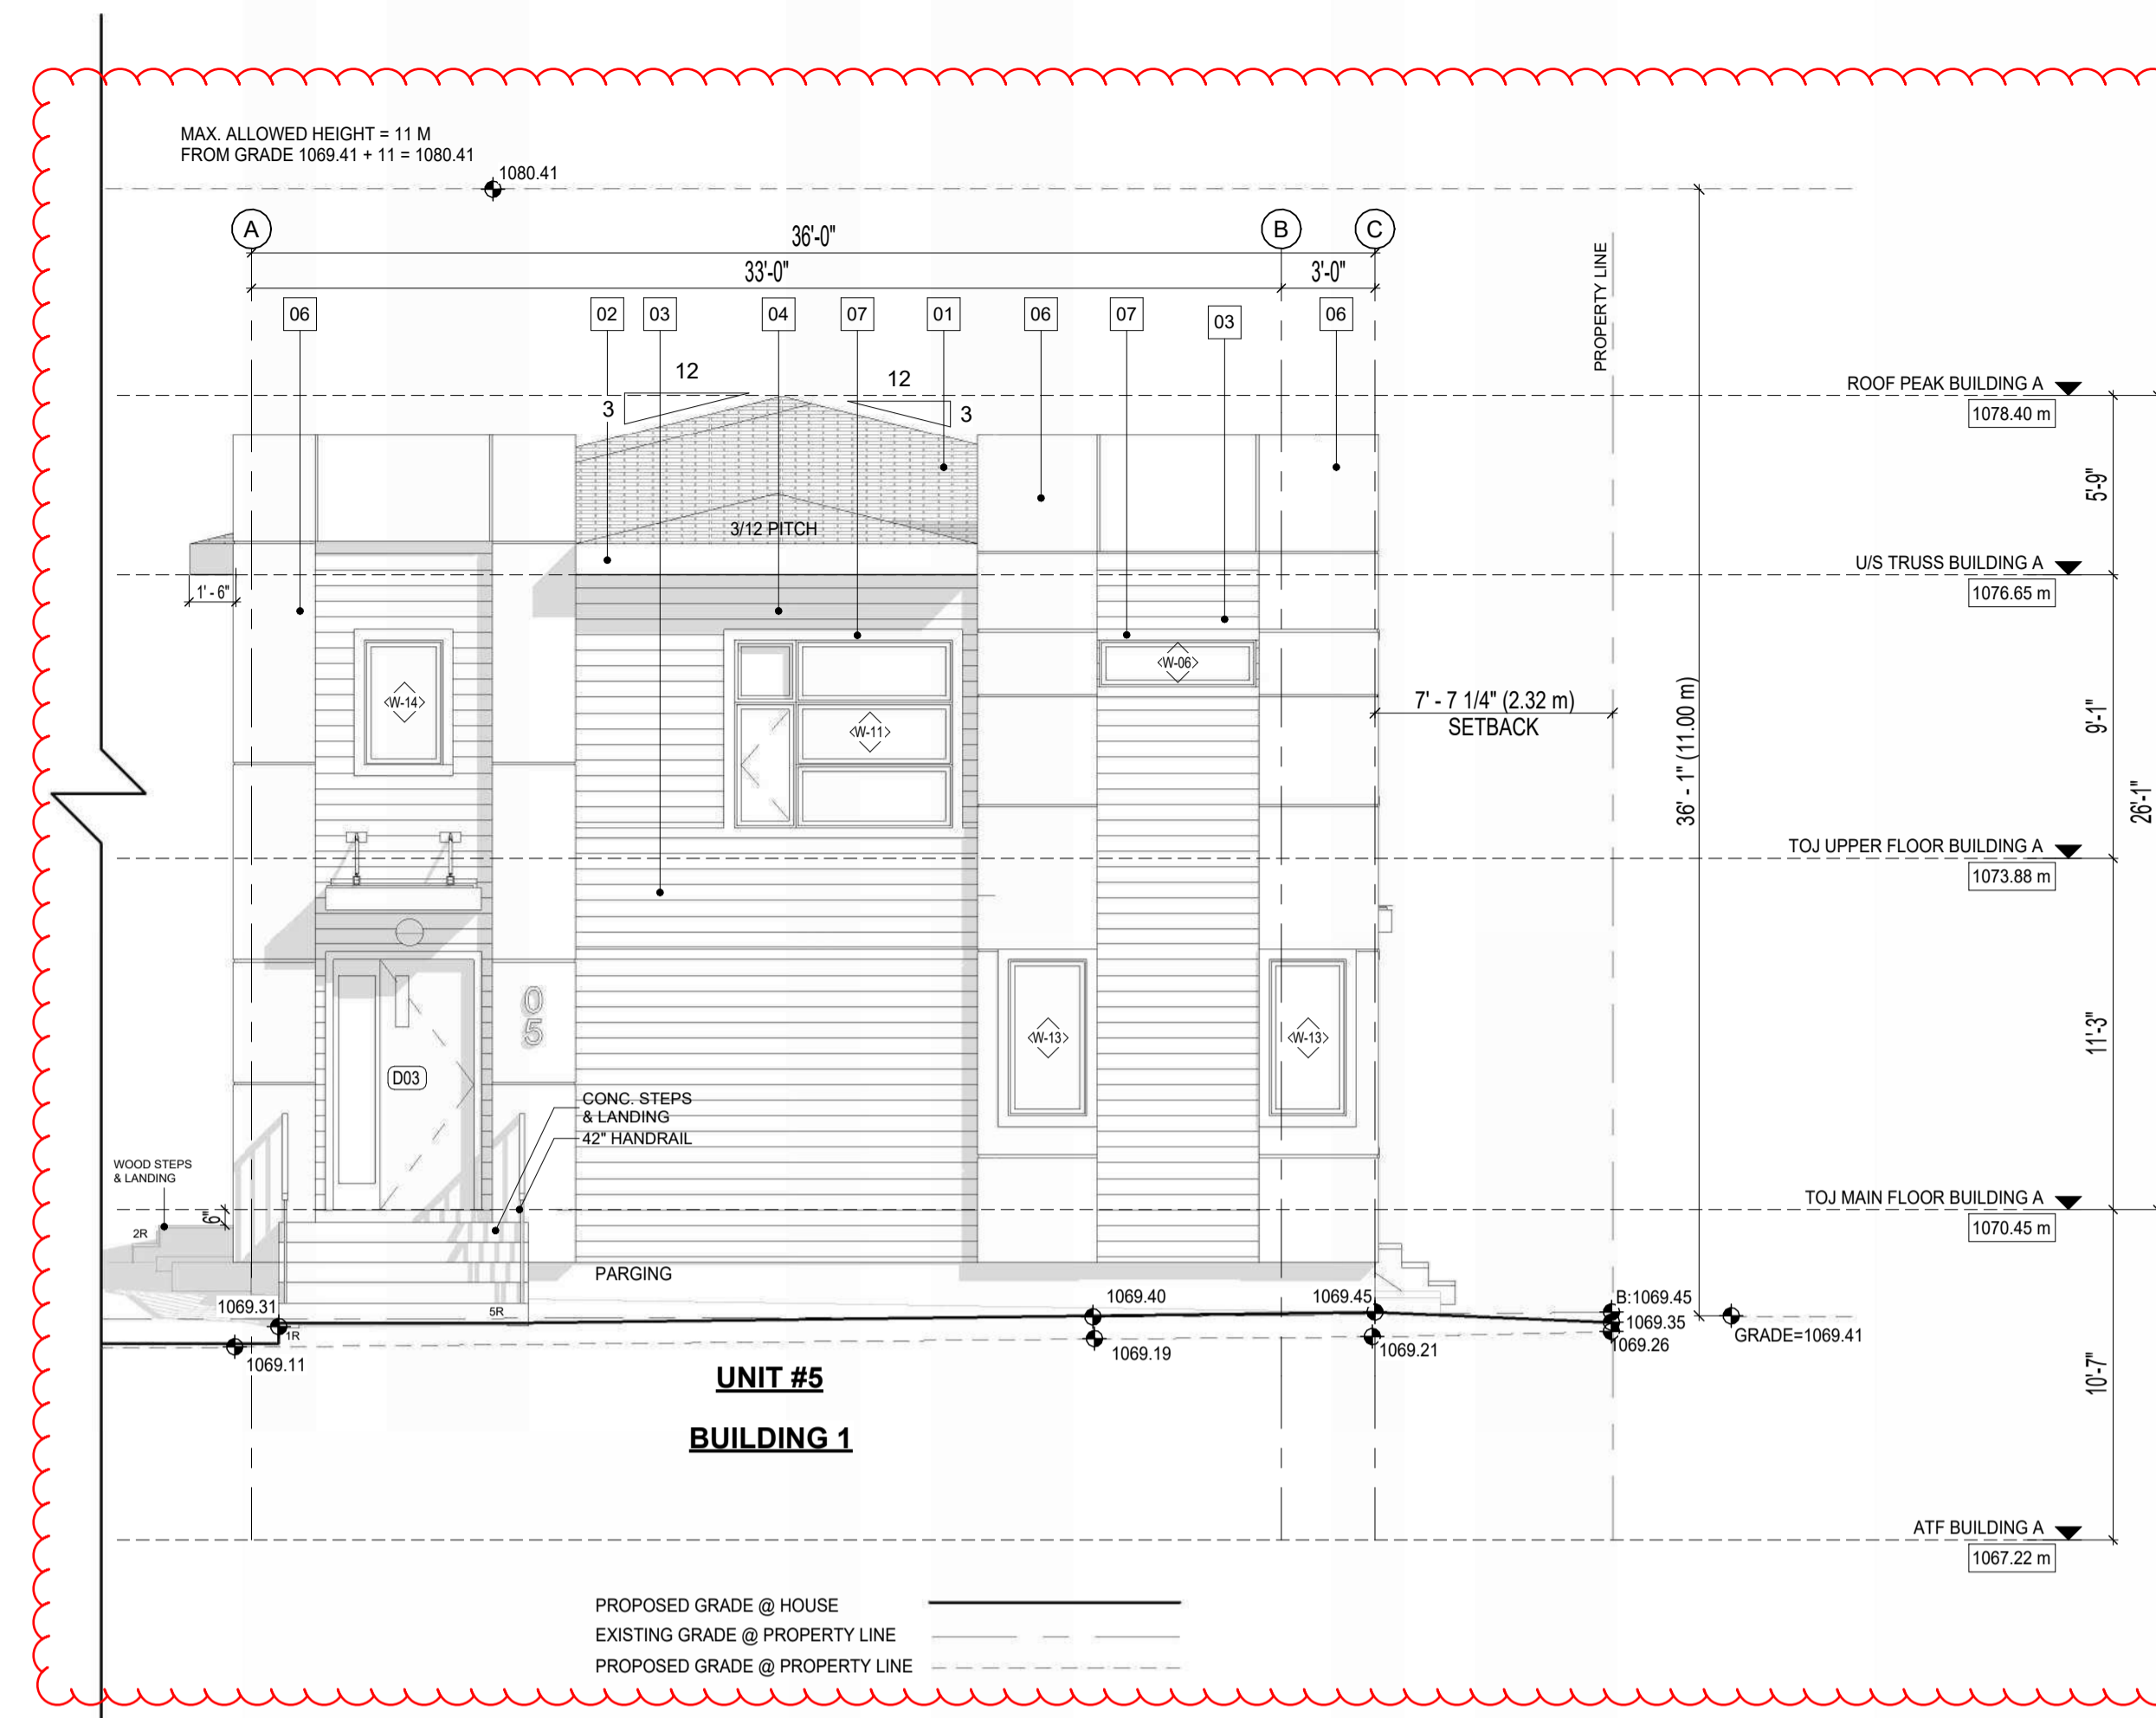 MAX. ALLOWED HEIGHT = 11 M
FROM GRADE 1069.41 + 11 = 1080.41
1080.41
A
B
C
36'-0"
33'-0"
3'-0"
PROPERTY LINE
06
02
03
04
07
01
06
07
03
06
12
3
12
3
ROOF PEAK BUILDING A
1078.40 m
5'-9"
3/12 PITCH
U/S TRUSS BUILDING A
1076.65 m
1' - 6"
<W-14>
<W-11>
<W-06>
7' - 7 1/4" (2.32 m)
SETBACK
36' - 1" (11.00 m)
9'-1"
26'-1"
TOJ UPPER FLOOR BUILDING A
1073.88 m
0
5
D03
<W-13>
<W-13>
11'-3"
CONC. STEPS
& LANDING
42" HANDRAIL
WOOD STEPS
& LANDING
6"
2R
TOJ MAIN FLOOR BUILDING A
1070.45 m
PARGING
1069.31
5R
1R
1069.11
1069.40
1069.45
1069.19
1069.21
B:1069.45
1069.35
1069.26
GRADE=1069.41
10'-7"
UNIT #5
BUILDING 1
ATF BUILDING A
1067.22 m
PROPOSED GRADE @ HOUSE
EXISTING GRADE @ PROPERTY LINE
PROPOSED GRADE @ PROPERTY LINE